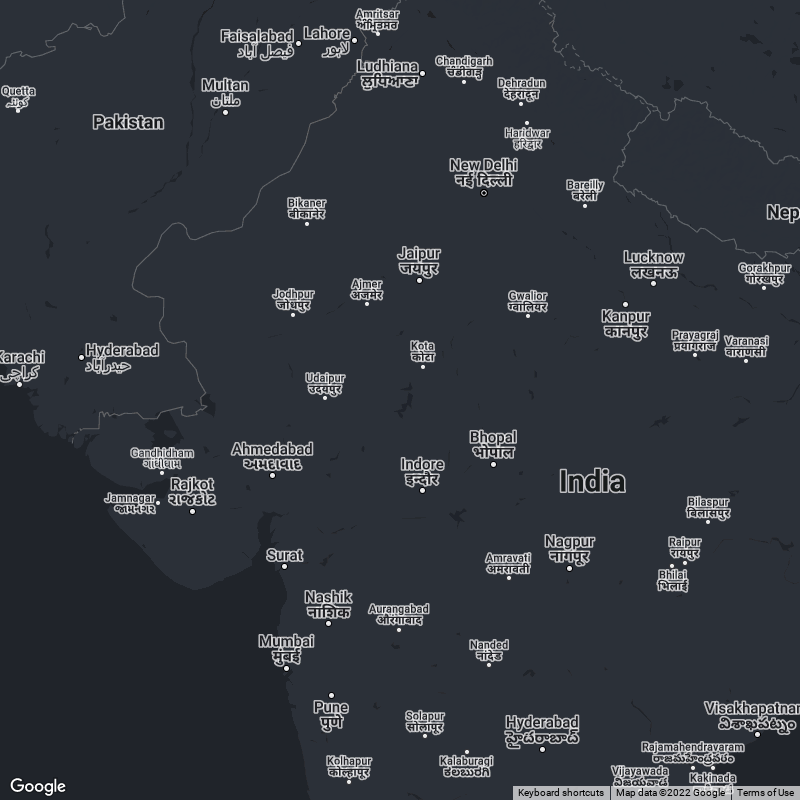 Amritsar
ਅੰਮ੍ਰਿਤਸਰ
Faisalabad
فیصل آباد
Lahore
لاہور
Ludhiana
ਲੁਧਿਆਣਾ
Chandigarh
ਚੰਡੀਗੜ੍ਹ
Dehradun
देहरादून
Quetta
کوئٹہ
Multan
ملتان
Pakistan
Haridwar
हरिद्वार
New Delhi
नई दिल्ली
Bareilly
बरेली
Bikaner
बीकानेर
Nep
Jaipur
जयपुर
Lucknow
लखनऊ
Gorakhpur
गोरखपुर
Jodhpur
जोधपुर
Ajmer
अजमेर
Gwalior
ग्वालियर
Kanpur
कानपुर
Prayagraj
प्रयागराज
Varanasi
वाराणसी
Karachi
کراچی
Hyderabad
حیدرآباد
Kota
कोटा
Udaipur
उदयपुर
Gandhidham
ગાંધીધામ
Ahmedabad
અમદાવાદ
Bhopal
भोपाल
Indore
इन्दौर
India
Rajkot
રાજકોટ
Jamnagar
જામનગર
Bilaspur
बिलासपुर
Surat
Amravati
अमरावती
Nagpur
नागपूर
Raipur
रायपुर
Bhilai
भिलाई
Nashik
नाशिक
Aurangabad
औरंगाबाद
Mumbai
मुंबई
Nanded
नांदेड
Pune
पुणे
Solapur
सोलापूर
Hyderabad
హైదరాబాద్
Visakhapatnam
విశాఖపట్నం
Kolhapur
कोल्हापूर
Kalaburagi
ಕಲಬುರಗಿ
Rajamahendravaram
రాజమహేంద్రవరం
Vijayawada
విజయవాడ
Kakinada
Google
Keyboard shortcuts
Map data ©2022 Google
Terms of Use